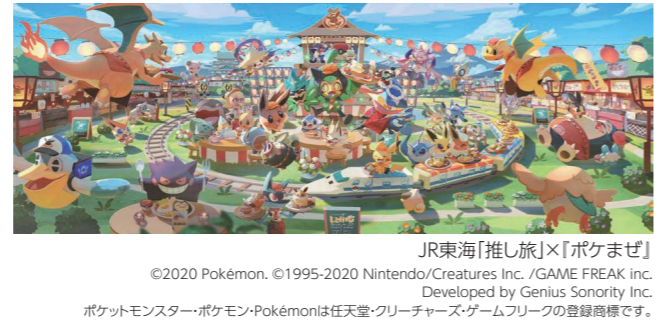 JR東海「推し旅」×『ポケまぜ』
©2020 Pokémon. ©1995-2020 Nintendo/Creatures Inc. /GAME FREAK inc.
Developed by Genius Sonority Inc.
ポケットモンスター・ポケモン・Pokémonは任天堂・クリーチャーズ・ゲームフリークの登録商標です。